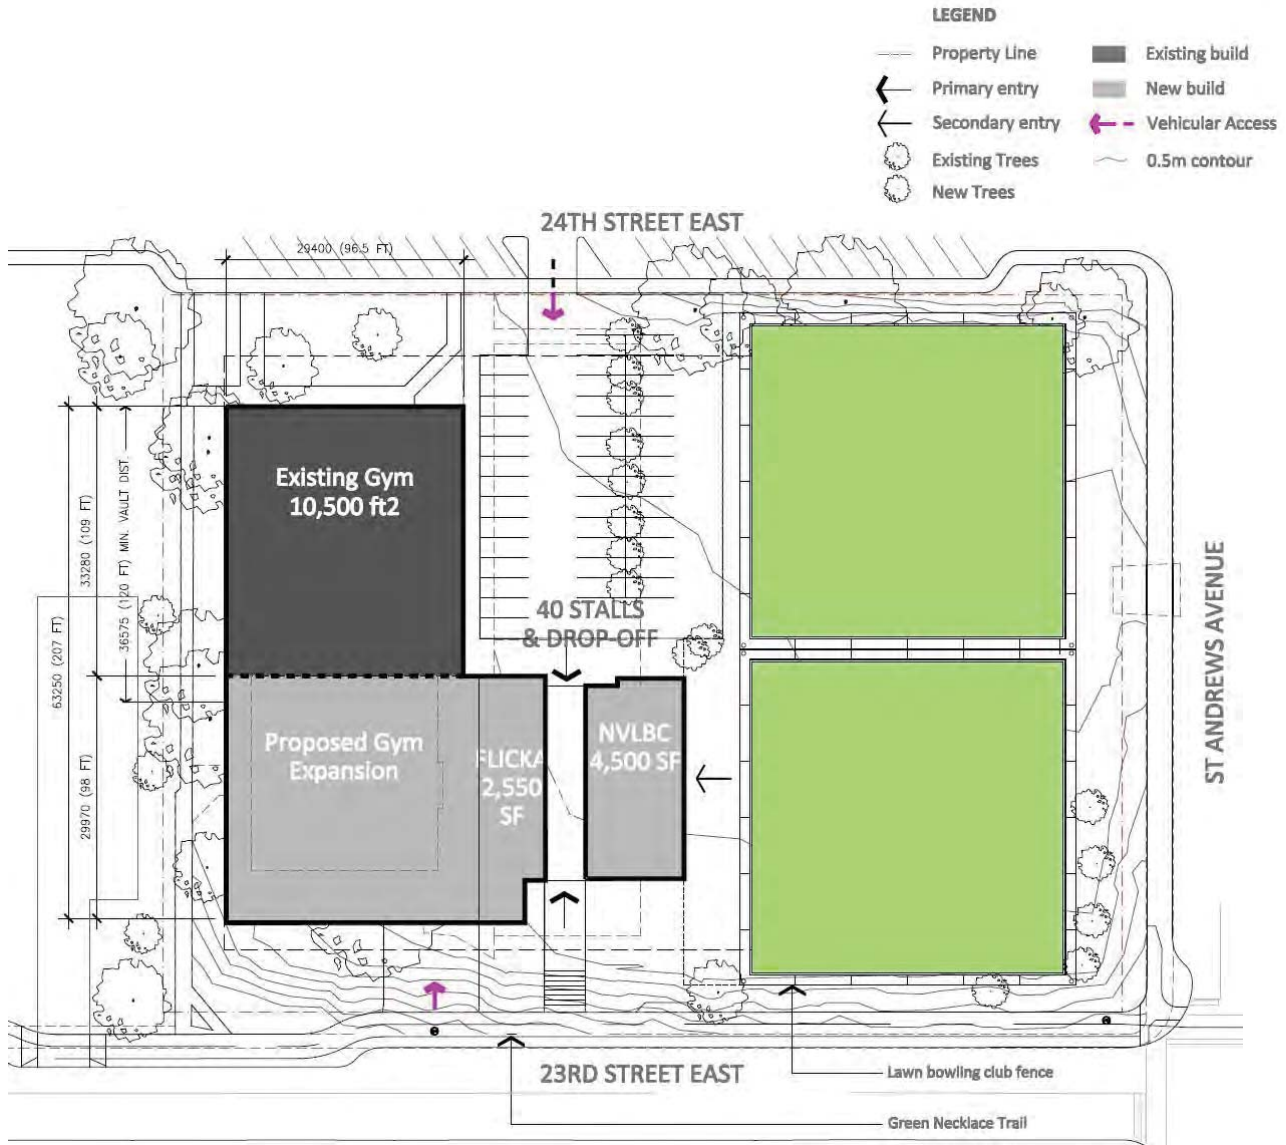 LEGEND
Property Line
Existing build
Primary entry
New build
Secondary entry
Vehicular Access
Existing Trees
0.5m contour
New Trees
24TH STREET EAST
29400 (96.5 FT)
Existing Gym
10,500 ft2
33280 (109 FT)
36575 (120 FT) MIN. VAULT DIST.
63250 (207 FT)
29970 (98 FT)
40 STALLS
& DROP-OFF
ST ANDREWS AVENUE
Proposed Gym
Expansion
FLICKA
2,550
SF
NVLBC
4,500 SF
23RD STREET EAST
Lawn bowling club fence
Green Necklace Trail